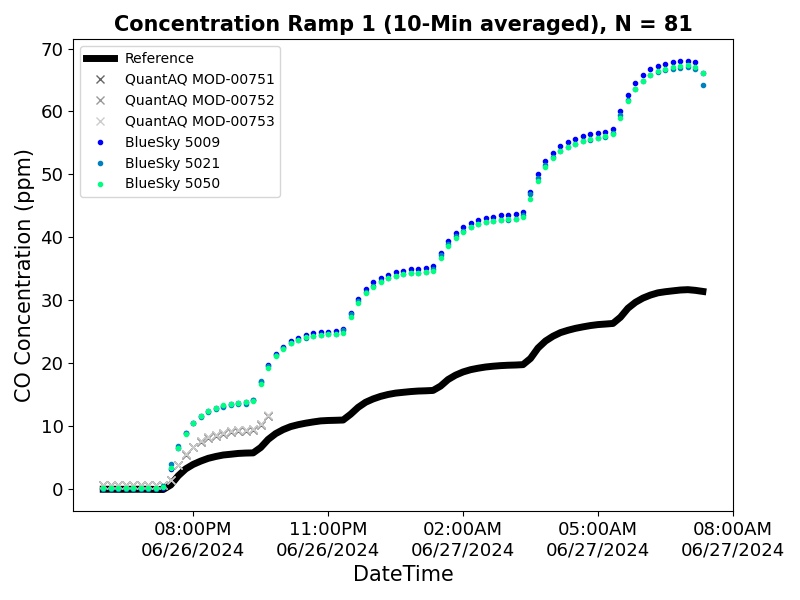 Concentration Ramp 1 (10-Min averaged), N = 81
70
60
50
40
30
20
10
0
CO Concentration (ppm)
Reference
QuantAQ MOD-00751
QuantAQ MOD-00752
QuantAQ MOD-00753
BlueSky 5009
BlueSky 5021
BlueSky 5050
08:00PM 11:00PM 02:00AM 05:00AM 08:00AM
06/26/2024 06/26/2024 06/27/2024 06/27/2024 06/27/2024
DateTime